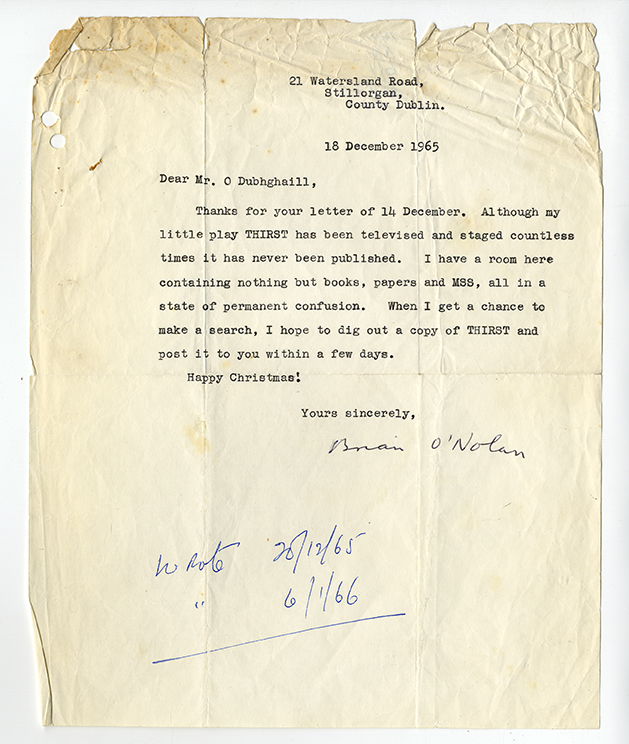 21 Watersland Road,
Stillorgan,
County Dublin.
18 December 1965
Dear Mr. O Dubhghaill,
Thanks for your letter of 14 December. Although my
little play THIRST has been televised and staged countless
times it has never been published. I have a room here
containing nothing but books, papers and MSS, all in a
state of permanent confusion. When I get a chance to
make a search, I hope to dig out a copy of THIRST and
post it to you within a few days.
Happy Christmas!
Yours sincerely,
Brian O'Nolan
Wrote 20/12/65
" 6/1/66